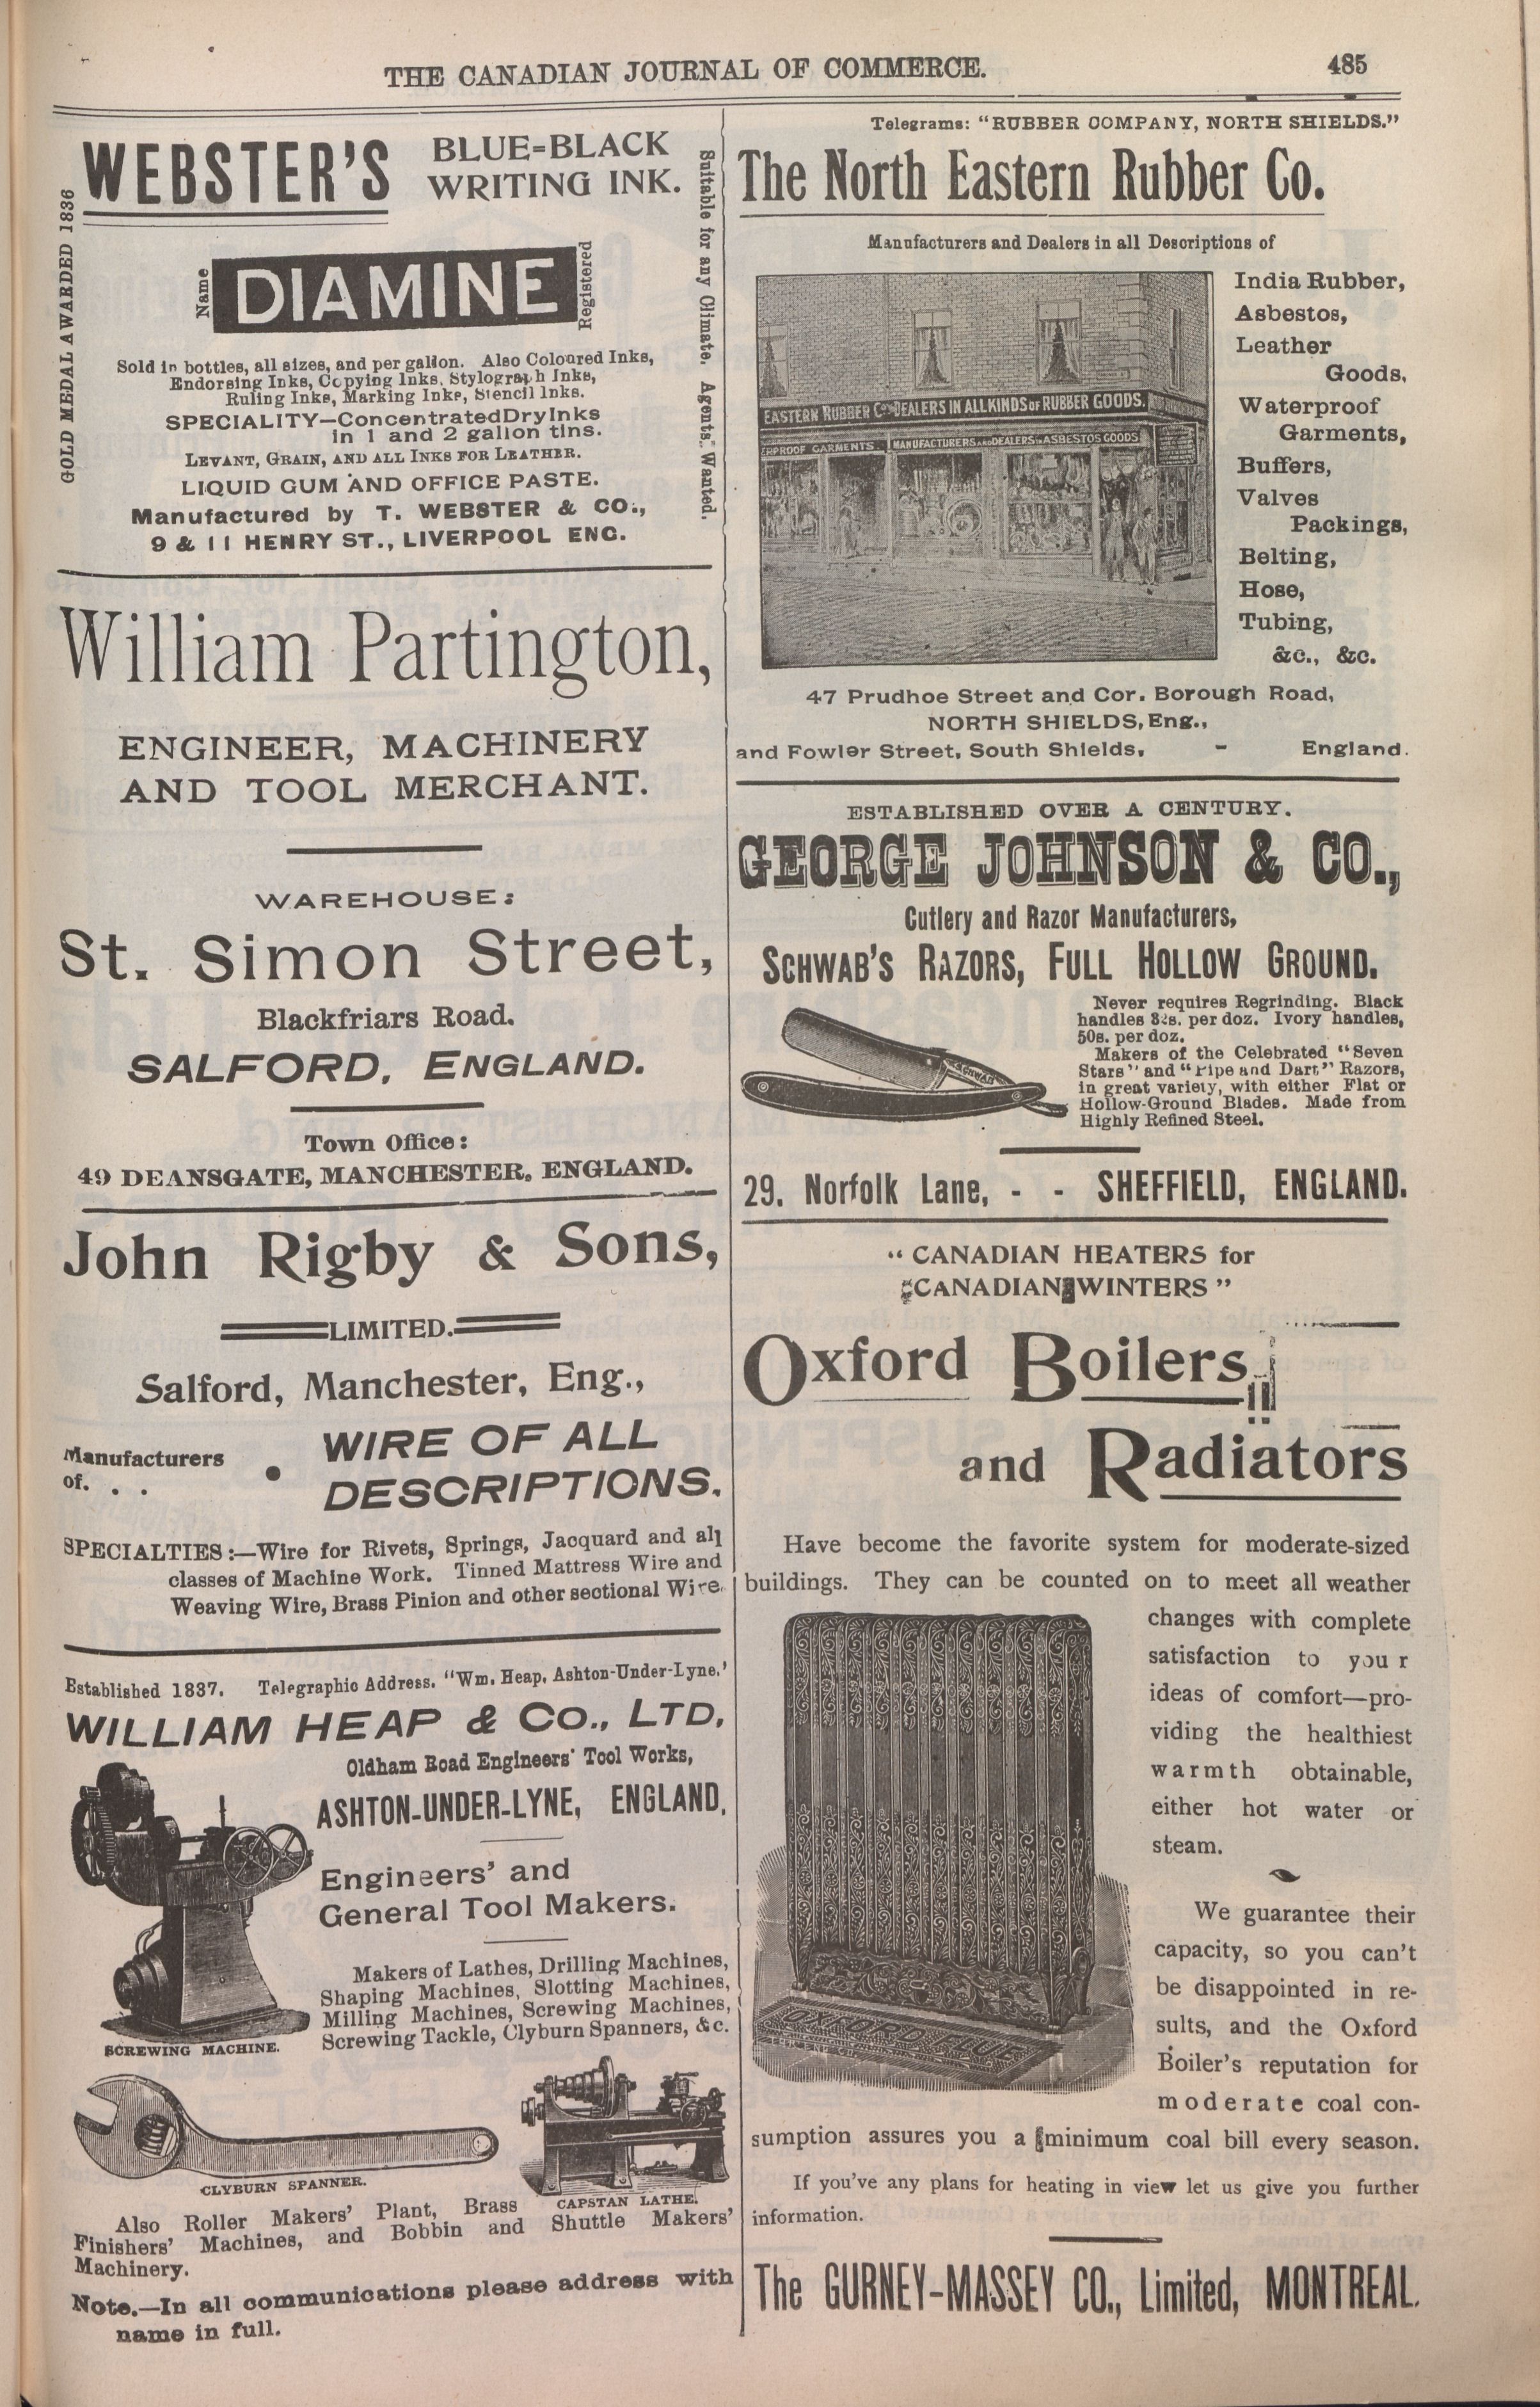 THE CANADIAN JOURNAL OF COMMERCE.
485
WEBSTER'S
BLUE-BLACK
WRITING INK.
GOLD MEDAL AWARDED 1836
Name
DIAMINE
Registered
Suitable for any Climate. Agents Wanted.
Sold in bottles, all sizes, and per gallon. Also Coloured Inks,
Endorsing Inks, Copying Inks, Stylograph Inks,
Ruling Inks, Marking Inks, Stencil Inks.
SPECIALITY—Concentrated Dry Inks
in 1 and 2 gallon tins.
LEVANT, GRAIN, AND ALL INKS FOR LEATHER.
LIQUID GUM AND OFFICE PASTE.
Manufactured by T. WEBSTER & CO.,
9 & 11 HENRY ST., LIVERPOOL ENG.
William Partington,
ENGINEER, MACHINERY
AND TOOL MERCHANT.
WAREHOUSE:
St. Simon Street,
Blackfriars Road.
SALFORD, ENGLAND.
Town Office:
49 DEANSGATE, MANCHESTER, ENGLAND.
John Rigby & Sons,
LIMITED.
Salford, Manchester, Eng.,
Manufacturers
of. . .
WIRE OF ALL
DESCRIPTIONS.
SPECIALTIES:—Wire for Rivets, Springs, Jacquard and all
classes of Machine Work. Tinned Mattress Wire and
Weaving Wire, Brass Pinion and other sectional Wire.
Established 1837. Telegraphic Address. "Wm. Heap, Ashton-Under-Lyne.'
WILLIAM HEAP & CO., LTD,
Oldham Road Engineers' Tool Works,
ASHTON-UNDER-LYNE, ENGLAND,
Engineers' and
General Tool Makers.
Makers of Lathes, Drilling Machines,
Shaping Machines, Slotting Machines,
Milling Machines, Screwing Machines,
Screwing Tackle, Clyburn Spanners, &c.
SCREWING MACHINE.
CLYBURN SPANNER.
CAPSTAN LATHE.
Also Roller Makers' Plant, Brass
Finishers' Machines, and Bobbin and Shuttle Makers'
Machinery.
Note.—In all communications please address with
name in full.
Telegrams: "RUBBER COMPANY, NORTH SHIELDS."
The North Eastern Rubber Co.
Manufacturers and Dealers in all Descriptions of
EASTERN RUBBER Co. DEALERS IN ALL KINDS OF RUBBER GOODS.
ERPROOF GARMENTS.
MANUFACTURERS AND DEALERS IN ASBESTOS GOODS
India Rubber,
Asbestos,
Leather
Goods,
Waterproof
Garments,
Buffers,
Valves
Packings,
Belting,
Hose,
Tubing,
&c., &c.
47 Prudhoe Street and Cor. Borough Road,
NORTH SHIELDS, Eng.,
and Fowler Street, South Shields, - England.
ESTABLISHED OVER A CENTURY.
GEORGE JOHNSON & CO.,
Cutlery and Razor Manufacturers,
SCHWAB'S RAZORS, FULL HOLLOW GROUND.
SCHWAB
Never requires Regrinding. Black
handles per doz. Ivory handles,
50s. per doz.
Makers of the Celebrated "Seven
Stars" and "Pipe and Dart" Razors,
in great variety, with either Flat or
Hollow-Ground Blades. Made from
Highly Refined Steel.
29, Norfolk Lane, - - SHEFFIELD, ENGLAND.
"CANADIAN HEATERS for
CANADIAN WINTERS"
Oxford Boilers
and Radiators
Have become the favorite system for moderate-sized
buildings. They can be counted on to meet all weather
changes with complete
satisfaction to your
ideas of comfort—pro-
viding the healthiest
warmth obtainable,
either hot water or
steam.
We guarantee their
capacity, so you can't
be disappointed in re-
sults, and the Oxford
Boiler's reputation for
moderate coal con-
sumption assures you a minimum coal bill every season.
OXFORD
If you've any plans for heating in view let us give you further
information.
The GURNEY-MASSEY CO., Limited, MONTREAL.